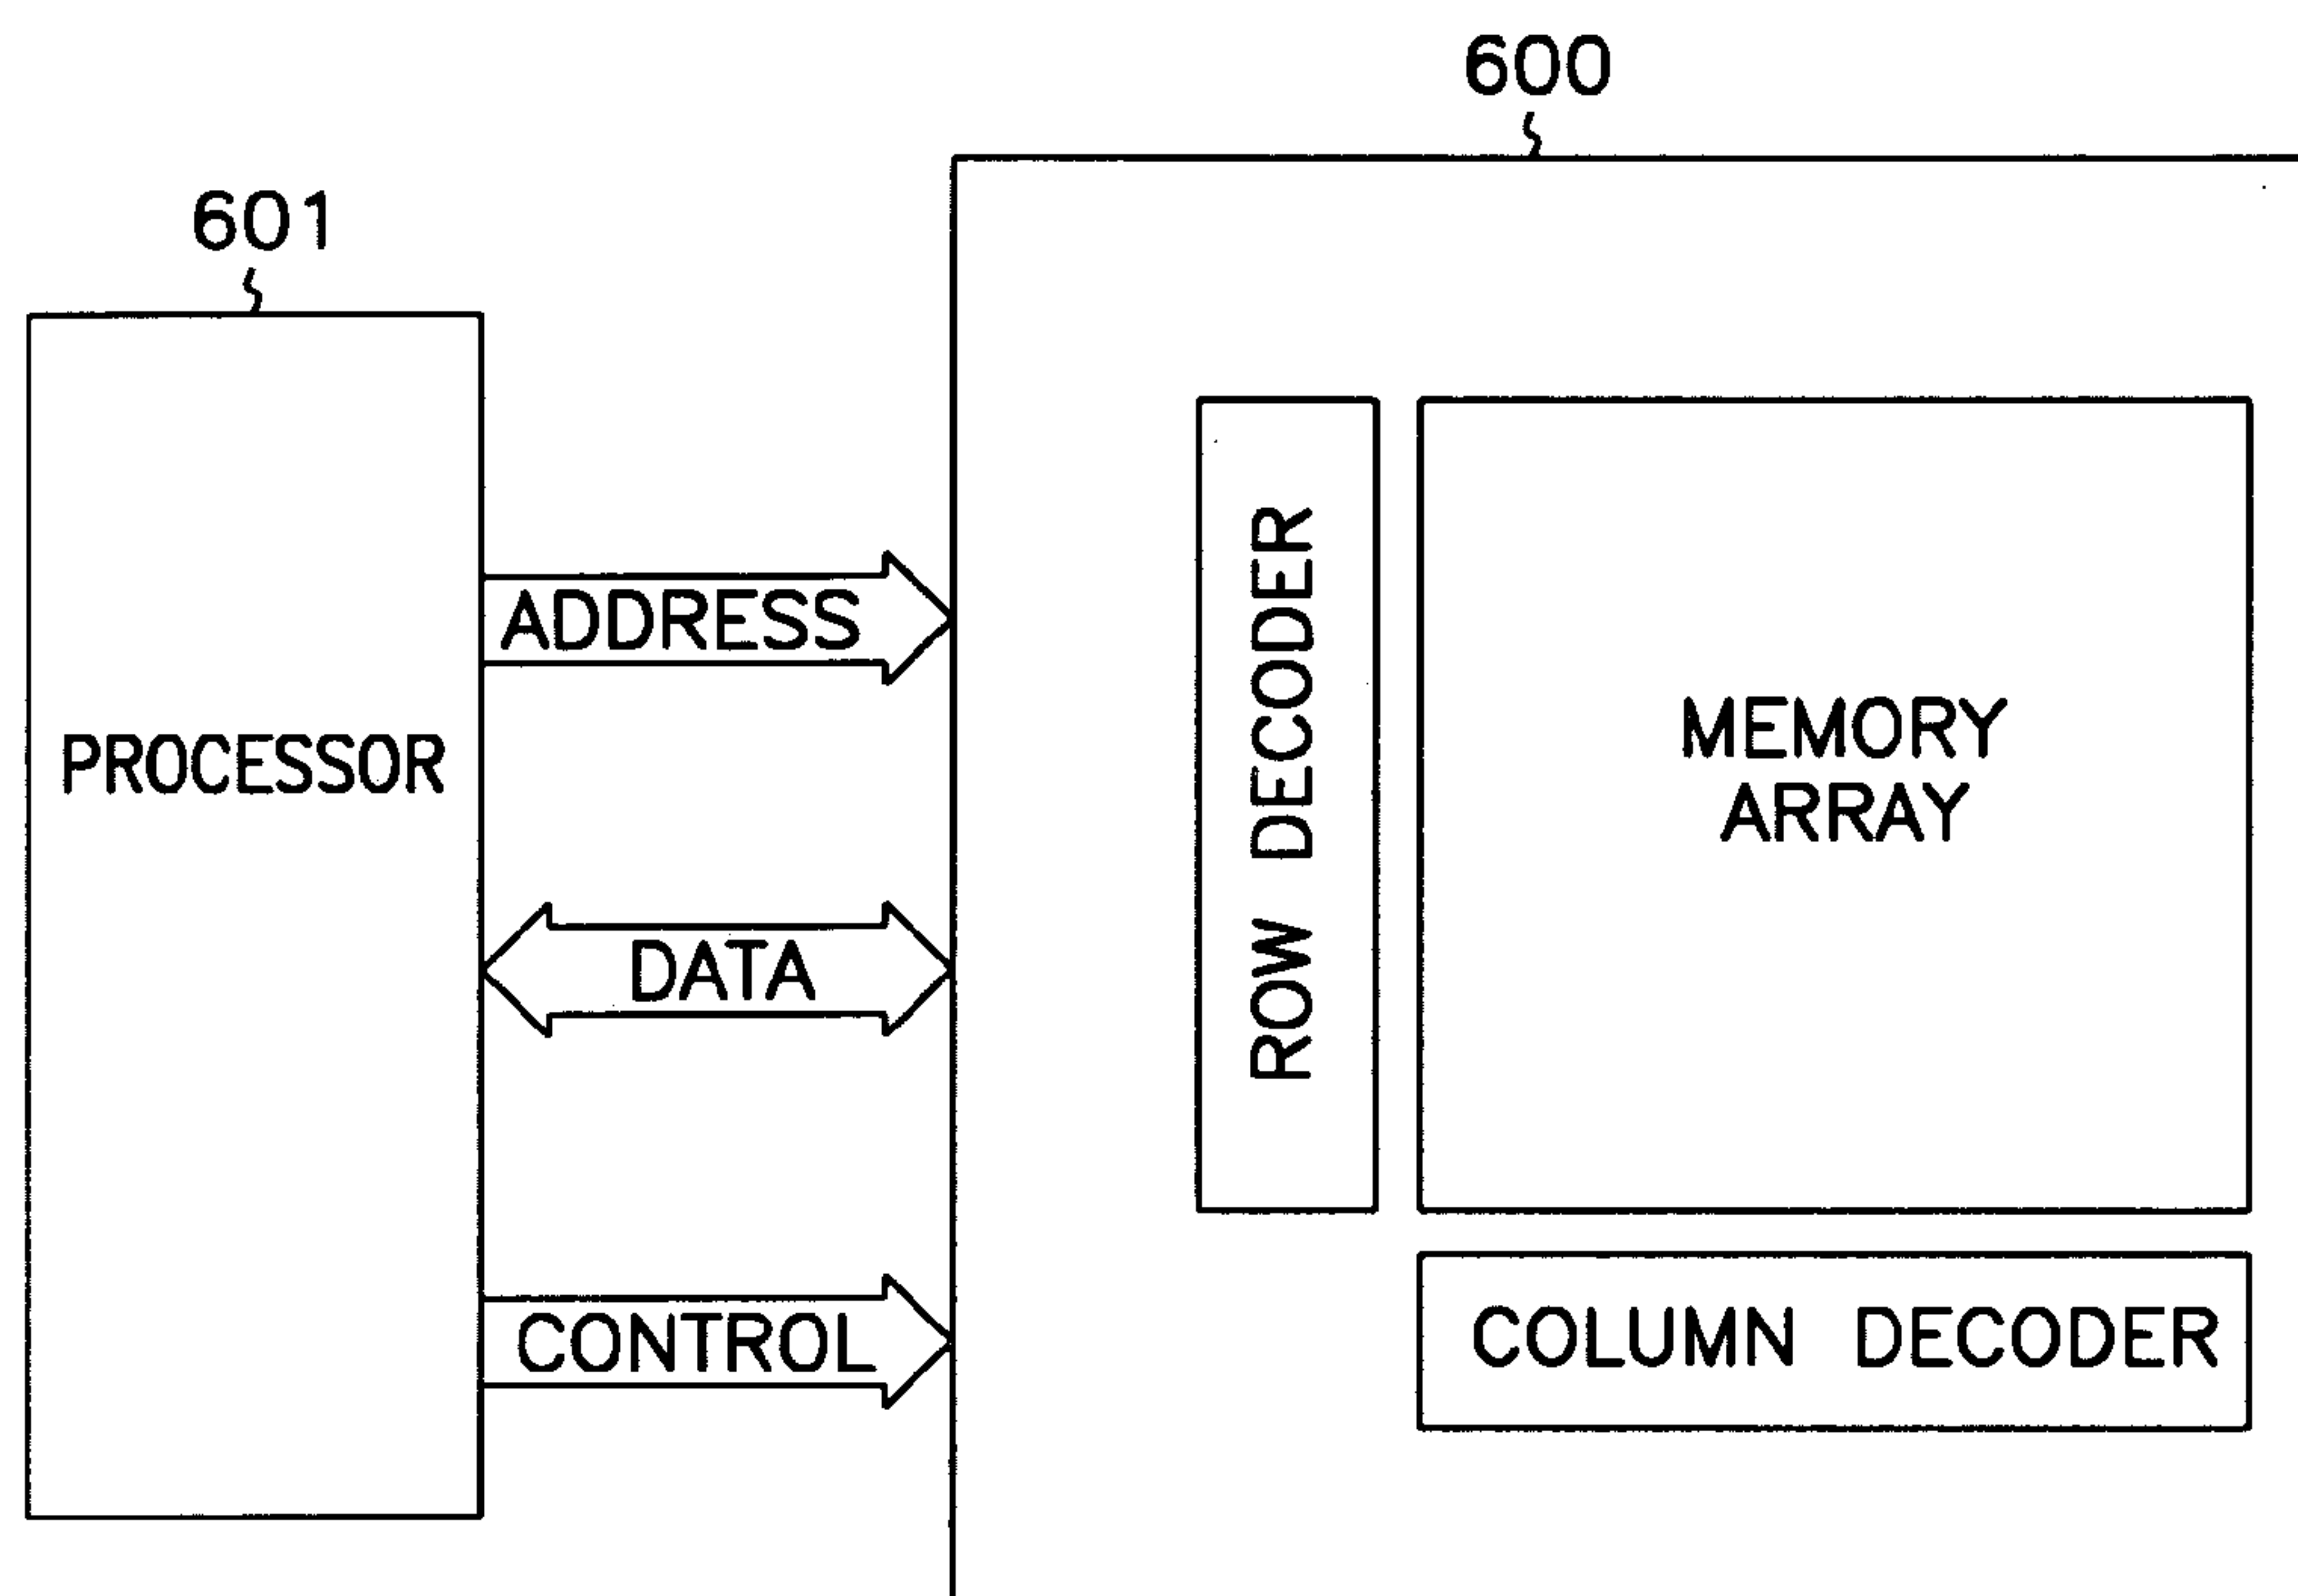 600
601
PROCESSOR
ADDRESS
DATA
CONTROL
ROW DECODER
MEMORY
ARRAY
COLUMN DECODER